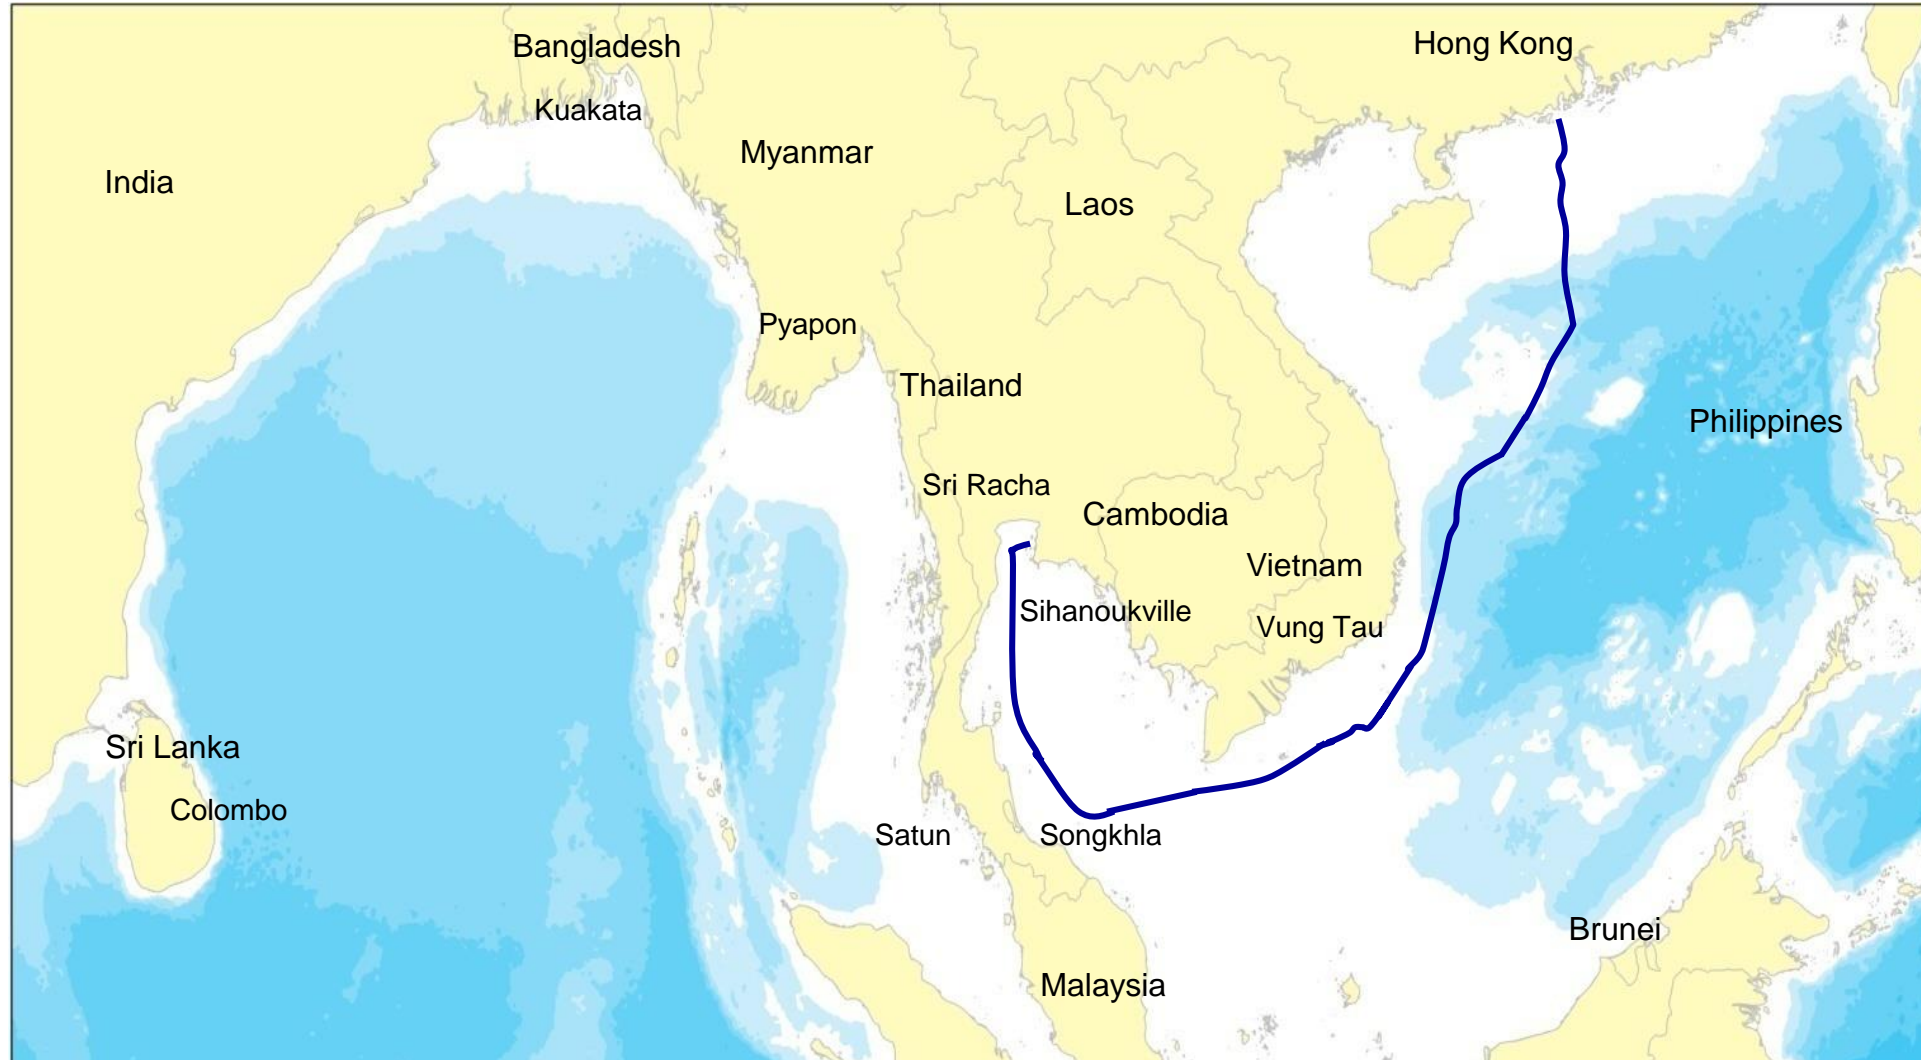 Bangladesh
Hong Kong
Kuakata
Myanmar
India
Laos
Pyapon
Thailand
Philippines
Sri Racha
Cambodia
Vietnam
Sihanoukville
Vung Tau
Sri Lanka
Colombo
Satun
Songkhla
Brunei
Malaysia